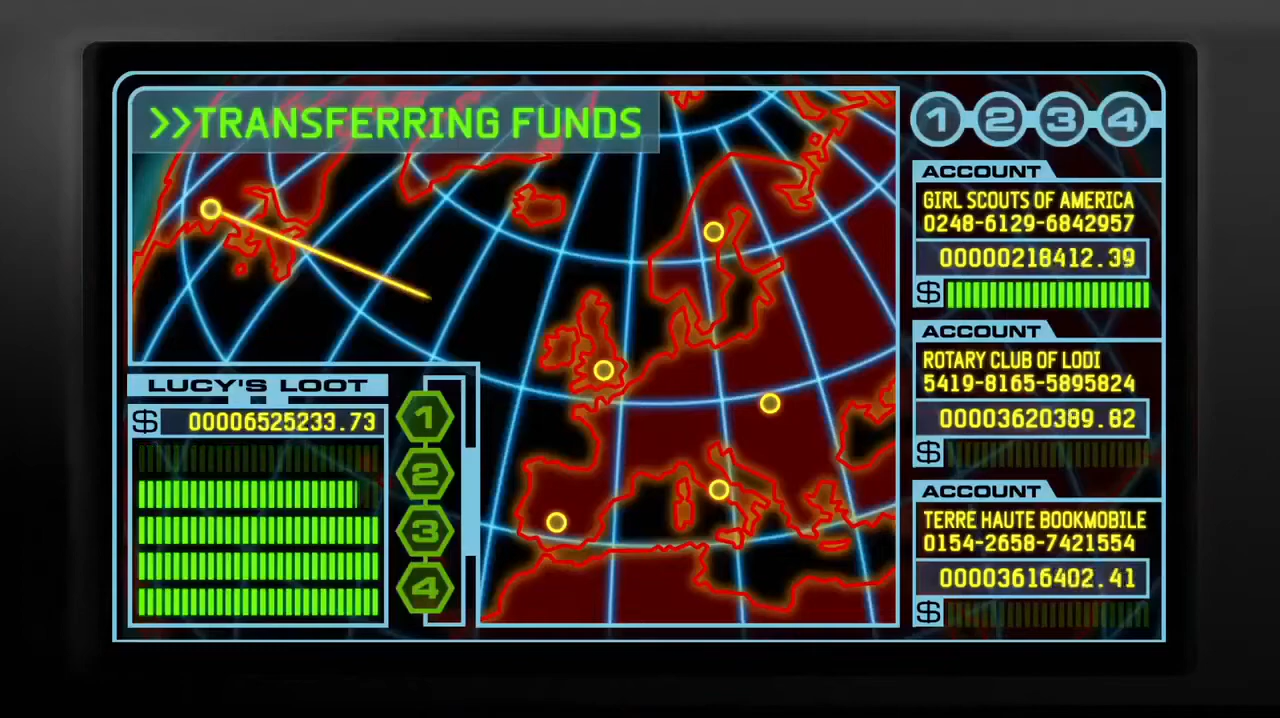 >>TRANSFERRING FUNDS
1 2 3 4
ACCOUNT
GIRL SCOUTS OF AMERICA
0248-6129-6842957
00000218412.39
$
ACCOUNT
ROTARY CLUB OF LODI
5419-8165-5895824
00003620389.82
$
ACCOUNT
TERRE HAUTE BOOKMOBILE
0154-2658-7421554
00003616402.41
$
LUCY'S LOOT
$ 00006525233.73
1
2
3
4